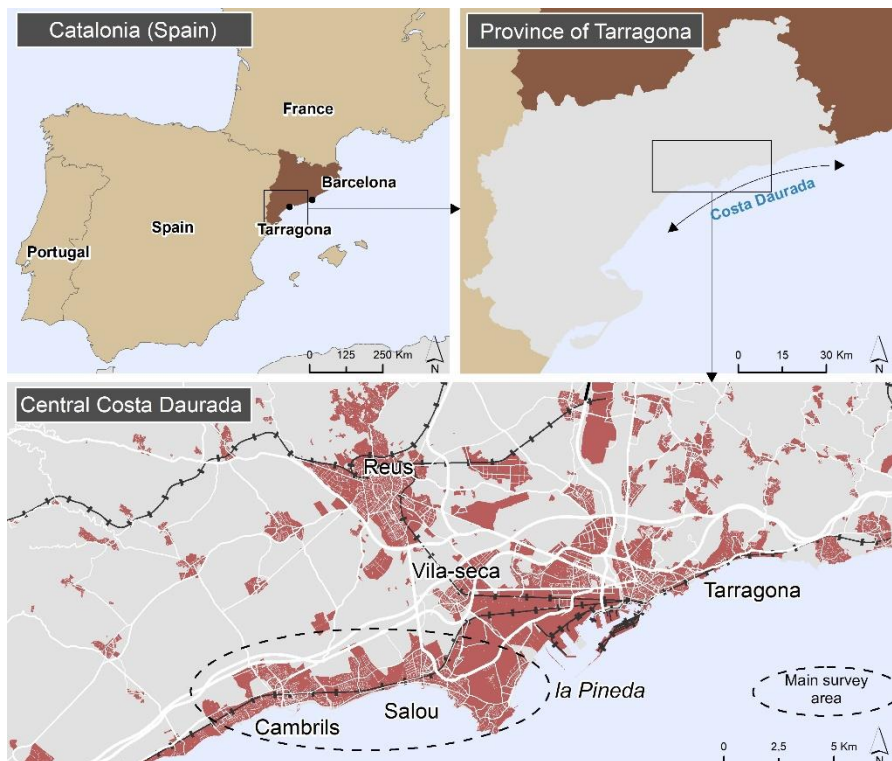 Catalonia (Spain)
France
Barcelona
Tarragona
Spain
Portugal
0 125 250 Km
N
Province of Tarragona
Costa Daurada
0 15 30 Km
N
Central Costa Daurada
Reus
Vila-seca
Tarragona
la Pineda
Salou
Cambrils
Main survey
area
0 2.5 5 Km
N